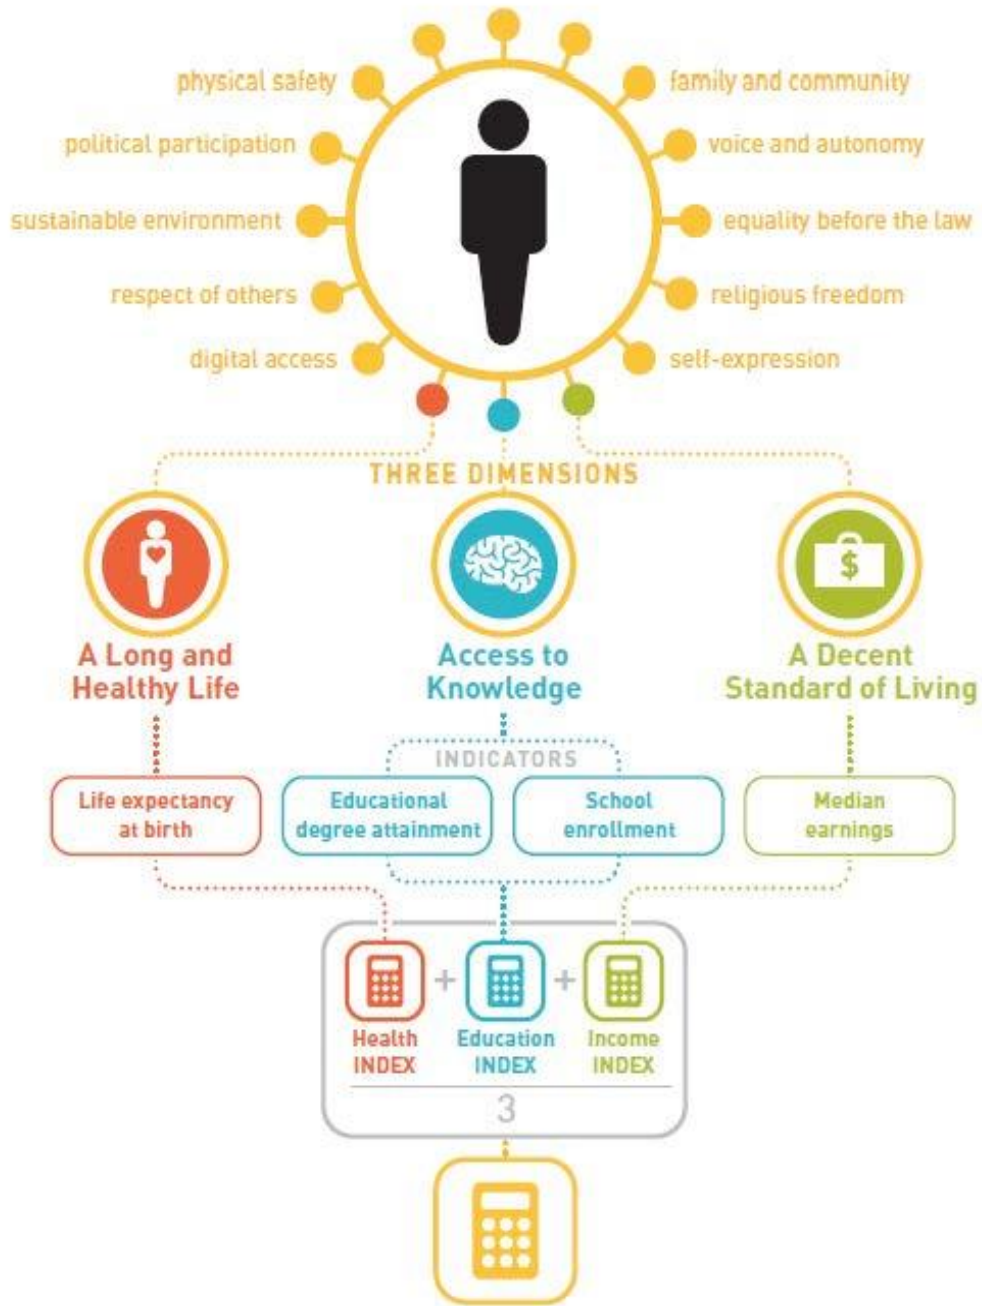 physical safety
family and community
political participation
voice and autonomy
sustainable environment
equality before the law
respect of others
religious freedom
digital access
self-expression
THREE DIMENSIONS
$
A Long and
Healthy Life
Access to
Knowledge
A Decent
Standard of Living
INDICATORS
Life expectancy
at birth
Educational
degree attainment
School
enrollment
Median
earnings
+
+
Health
INDEX
Education
INDEX
Income
INDEX
3